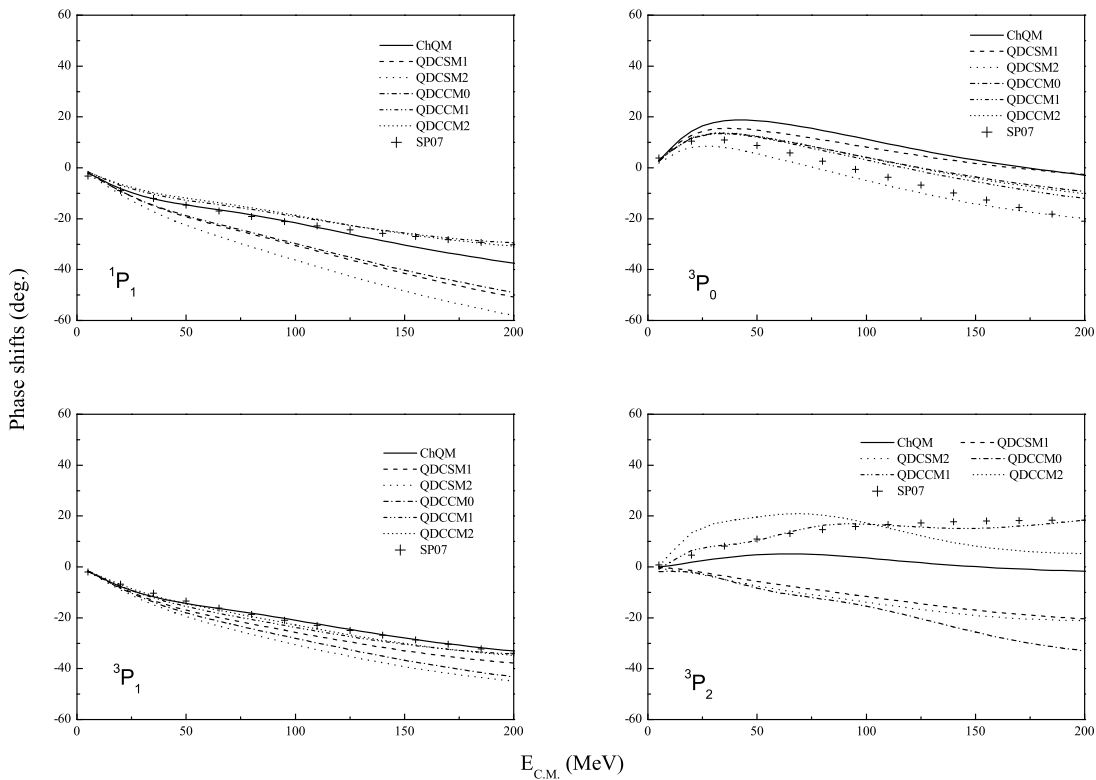 Phase shifts (deg.)
60
40
20
0
-20
-40
-60
0 50 100 150 200
ChQM
QDCSM1
QDCSM2
QDCCM0
QDCCM1
QDCCM2
SP07
¹P₁
60
40
20
0
-20
-40
-60
0 50 100 150 200
ChQM
QDCSM1
QDCSM2
QDCCM0
QDCCM1
QDCCM2
SP07
³P₀
60
40
20
0
-20
-40
-60
0 50 100 150 200
ChQM
QDCSM1
QDCSM2
QDCCM0
QDCCM1
QDCCM2
SP07
³P₁
60
40
20
0
-20
-40
-60
0 50 100 150 200
ChQM QDCSM1
QDCSM2 QDCCM0
QDCCM1 QDCCM2
SP07
³P₂
E_C.M. (MeV)